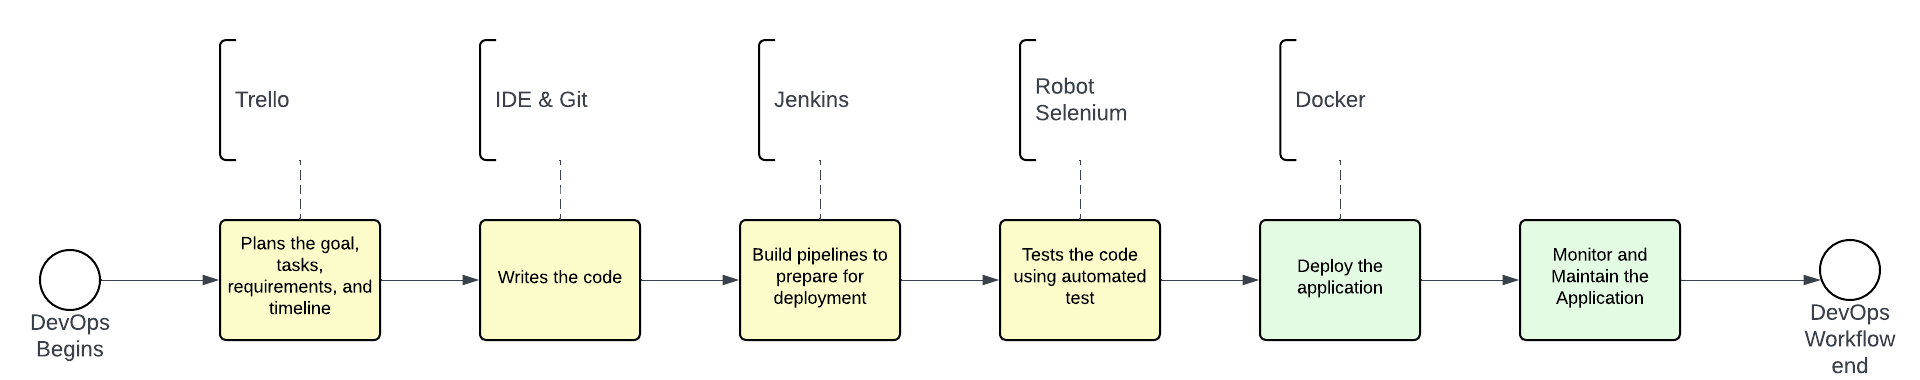 Trello
IDE & Git
Jenkins
Robot
Selenium
Docker
DevOps
Begins
Plans the goal,
tasks,
requirements, and
timeline
Writes the code
Build pipelines to
prepare for
deployment
Tests the code
using automated
test
Deploy the
application
Monitor and
Maintain the
Application
DevOps
Workflow
end